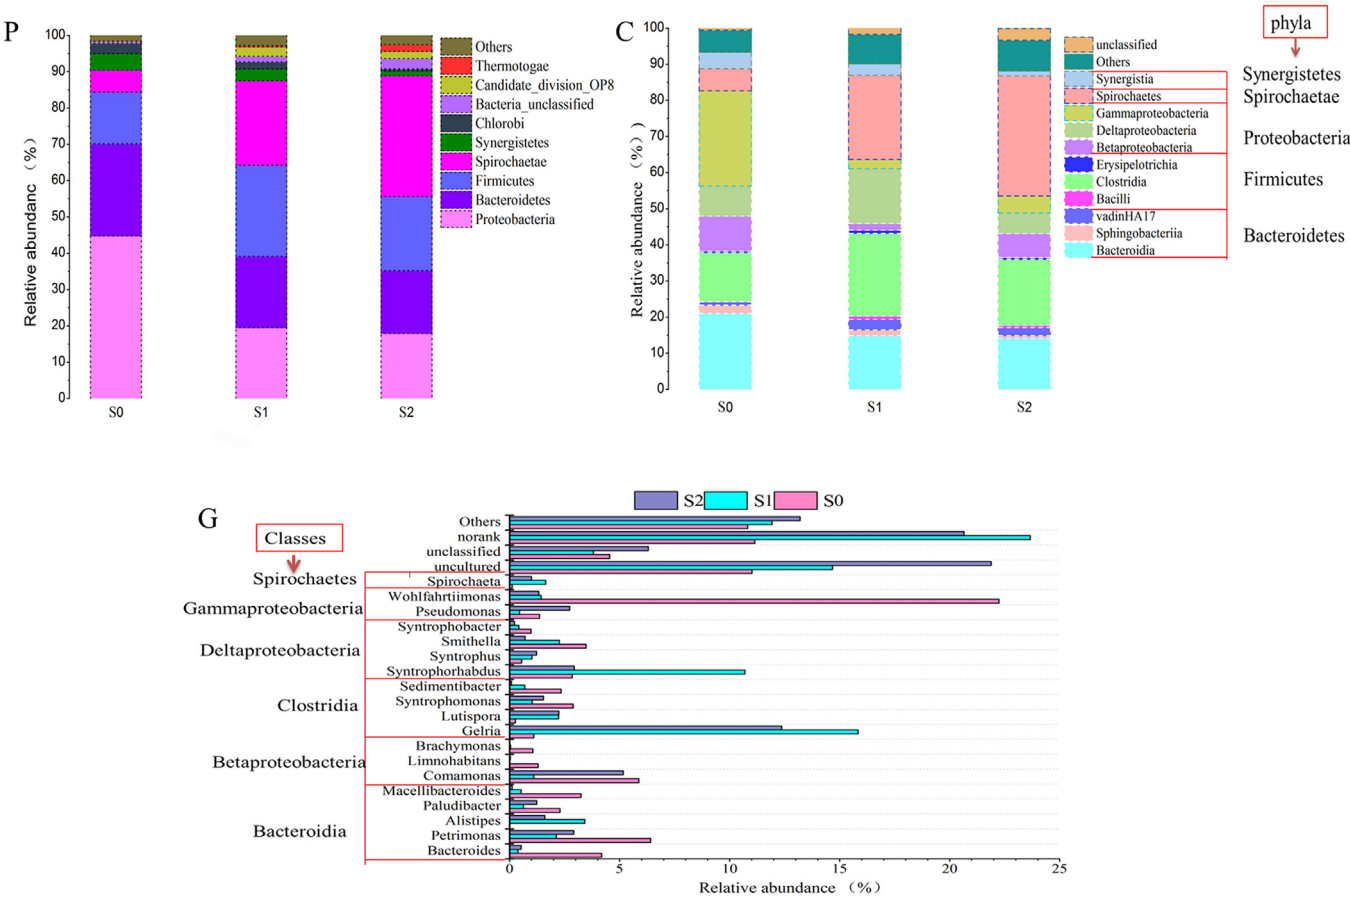 P
Relative abundanc （%）
100
90
80
70
60
50
40
30
20
10
0
S0
S1
S2
Others
Thermotogae
Candidate_division_OP8
Bacteria_unclassified
Chlorobi
Synergistetes
Spirochaetae
Firmicutes
Bacteroidetes
Proteobacteria
C
Relative abundance （%））
100
90
80
70
60
50
40
30
20
10
0
S0
S1
S2
unclassified
Others
Synergistia
Spirochaetes
Gammaproteobacteria
Deltaproteobacteria
Betaproteobacteria
Erysipelotrichia
Clostridia
Bacilli
vadinHA17
Sphingobacteriia
Bacteroidia
phyla
Synergistetes
Spirochaetae
Proteobacteria
Firmicutes
Bacteroidetes
G
S2 S1 S0
Classes
Spirochaetes
Gammaproteobacteria
Deltaproteobacteria
Clostridia
Betaproteobacteria
Bacteroidia
Others
norank
unclassified
uncultured
Spirochaeta
Wohlfahrtiimonas
Pseudomonas
Syntrophobacter
Smithella
Syntrophus
Syntrophorhabdus
Sedimentibacter
Syntrophomonas
Lutispora
Gelria
Brachymonas
Limnohabitans
Comamonas
Macellibacteroides
Paludibacter
Alistipes
Petrimonas
Bacteroides
0 5 10 15 20 25
Relative abundance （%）